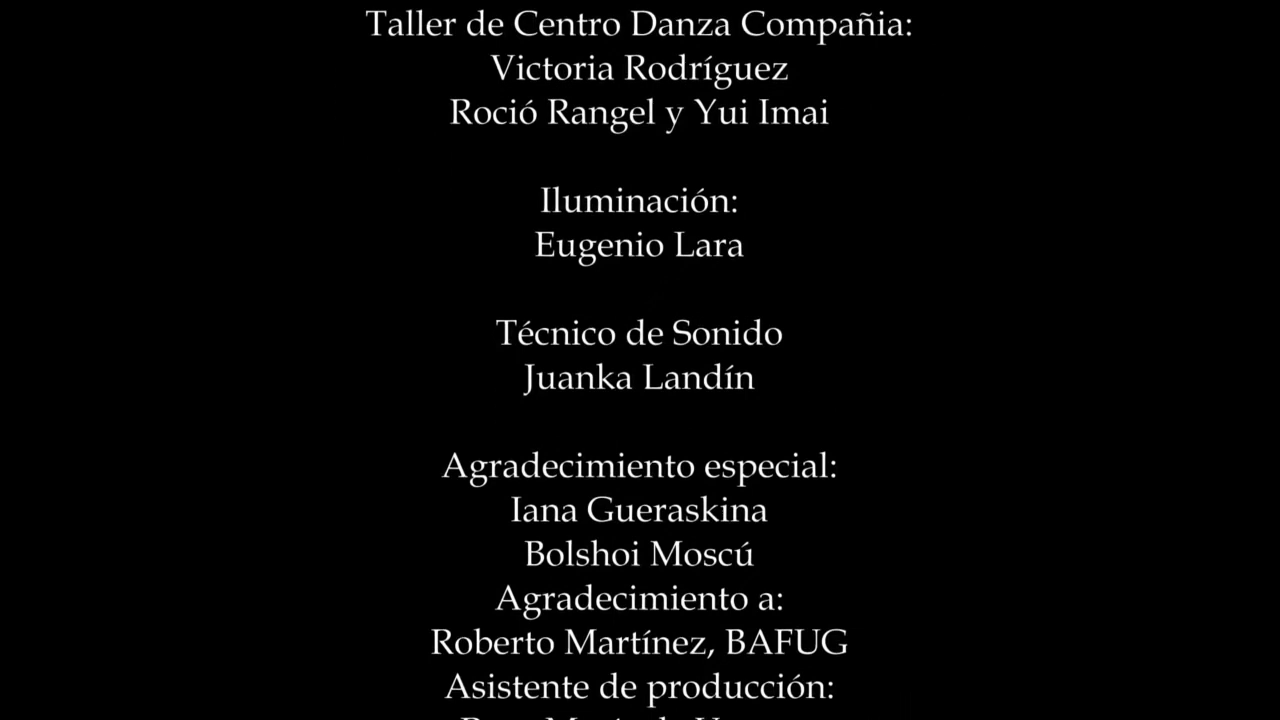 Taller de Centro Danza Compañia:
Victoria Rodríguez
Roció Rangel y Yui Imai
Iluminación:
Eugenio Lara
Técnico de Sonido
Juanka Landín
Agradecimiento especial:
Iana Gueraskina
Bolshoi Moscú
Agradecimiento a:
Roberto Martínez, BAFUG
Asistente de producción: